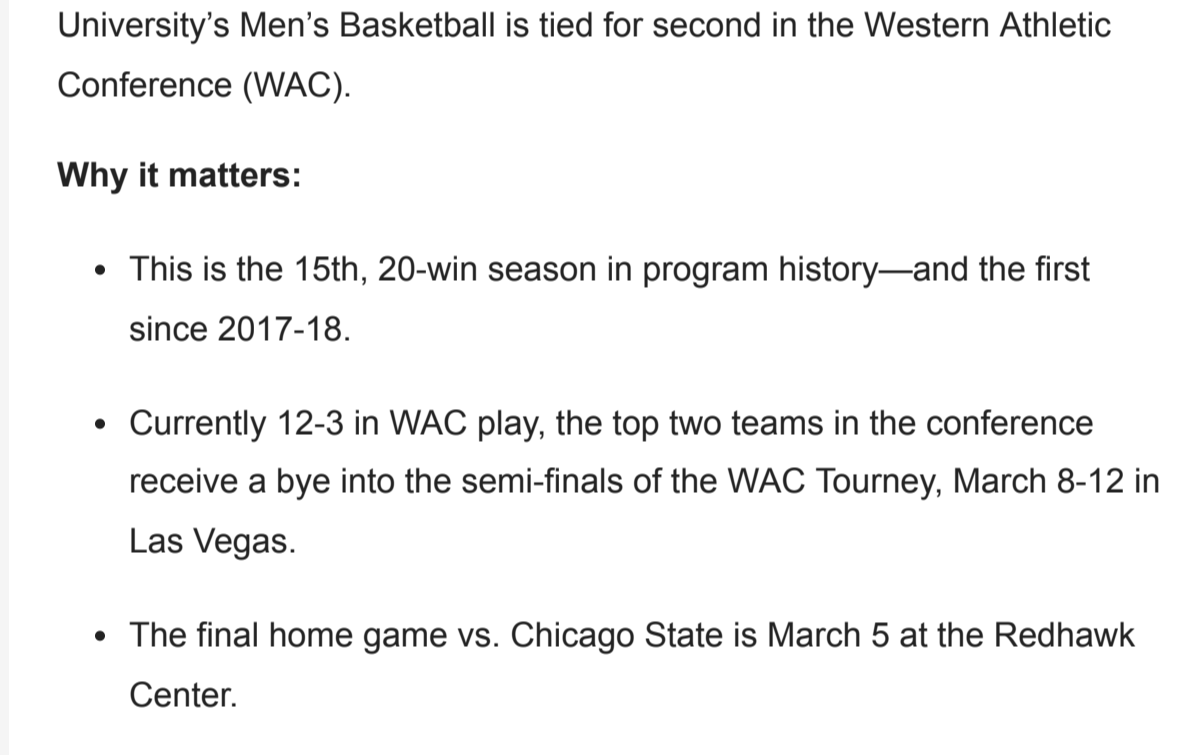 University’s Men’s Basketball is tied for second in the Western Athletic
Conference (WAC).
Why it matters:
• This is the 15th, 20-win season in program history—and the first
since 2017-18.
• Currently 12-3 in WAC play, the top two teams in the conference
receive a bye into the semi-finals of the WAC Tourney, March 8-12 in
Las Vegas.
• The final home game vs. Chicago State is March 5 at the Redhawk
Center.